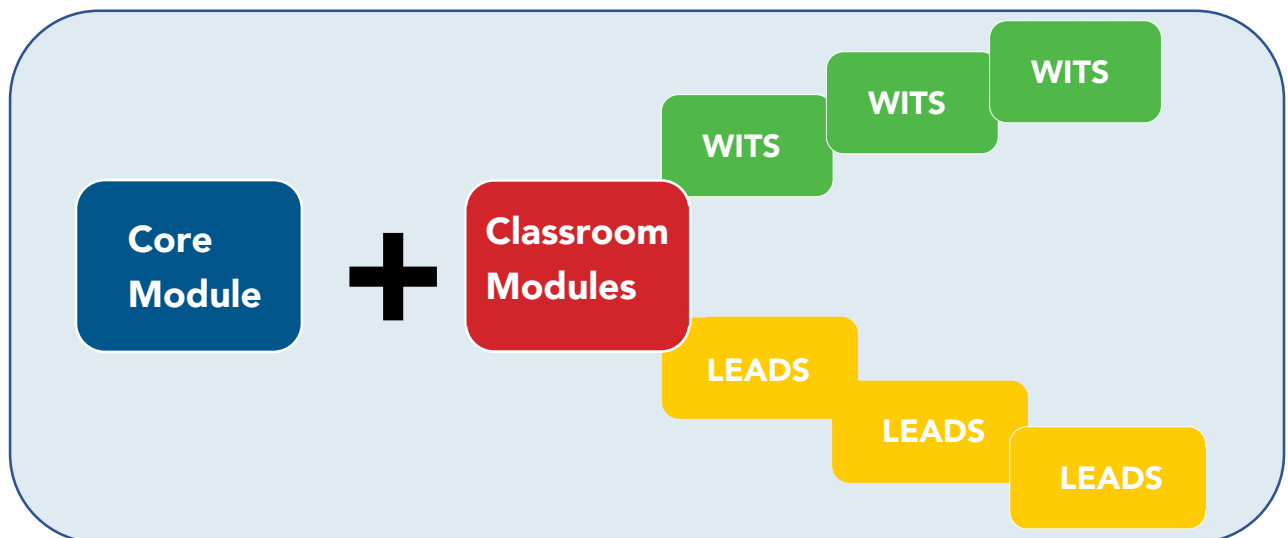 Core
Module
Classroom
Modules
WITS
WITS
WITS
LEADS
LEADS
LEADS